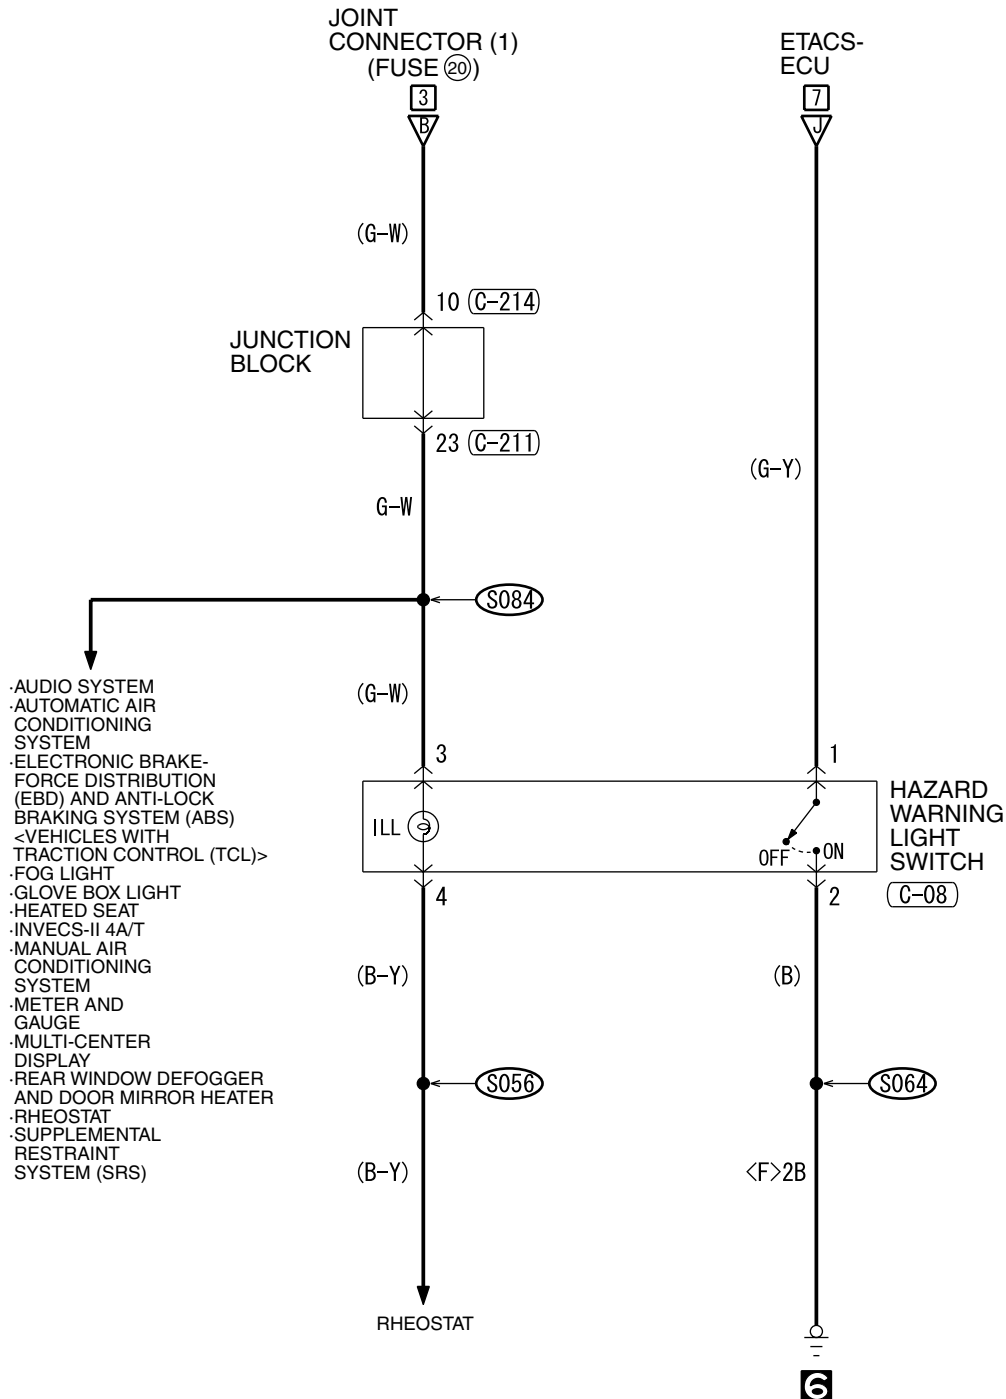 JOINT
CONNECTOR (1)
(FUSE ⑳)
3
B
ETACS-
ECU
7
J
(G-W)
10 (C-214)
JUNCTION
BLOCK
23 (C-211)
G-W
(G-Y)
S084
·AUDIO SYSTEM
·AUTOMATIC AIR
CONDITIONING
SYSTEM
·ELECTRONIC BRAKE-
FORCE DISTRIBUTION
(EBD) AND ANTI-LOCK
BRAKING SYSTEM (ABS)
<VEHICLES WITH
TRACTION CONTROL (TCL)>
·FOG LIGHT
·GLOVE BOX LIGHT
·HEATED SEAT
·INVECS-II 4A/T
·MANUAL AIR
CONDITIONING
SYSTEM
·METER AND
GAUGE
·MULTI-CENTER
DISPLAY
·REAR WINDOW DEFOGGER
AND DOOR MIRROR HEATER
·RHEOSTAT
·SUPPLEMENTAL
RESTRAINT
SYSTEM (SRS)
(G-W)
3
1
ILL
OFF
ON
HAZARD
WARNING
LIGHT
SWITCH
C-08
4
2
(B-Y)
(B)
S056
S064
(B-Y)
<F>2B
RHEOSTAT
6